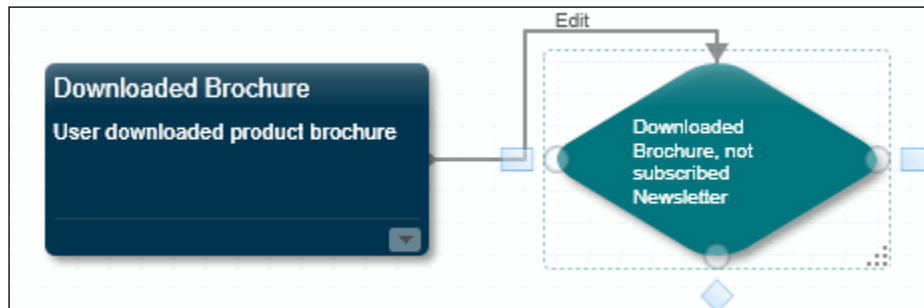 Edit
Downloaded Brochure
User downloaded product brochure
Downloaded
Brochure, not
subscribed
Newsletter